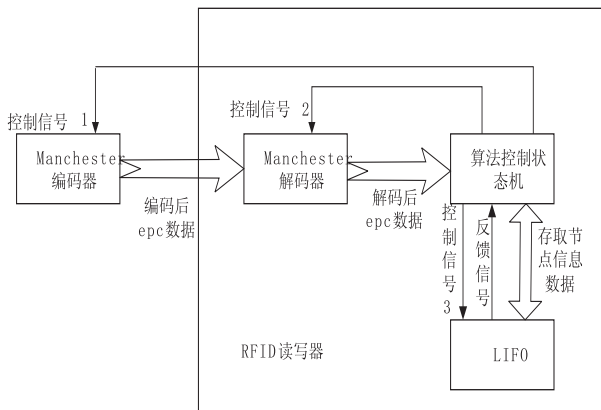 控制信号 1
控制信号 2
Manchester
编码器
Manchester
解码器
算法控制状
态机
编码后
epc数据
解码后
epc数据
控制信号3
反馈信号
存取节
点信息
数据
RFID读写器
LIFO